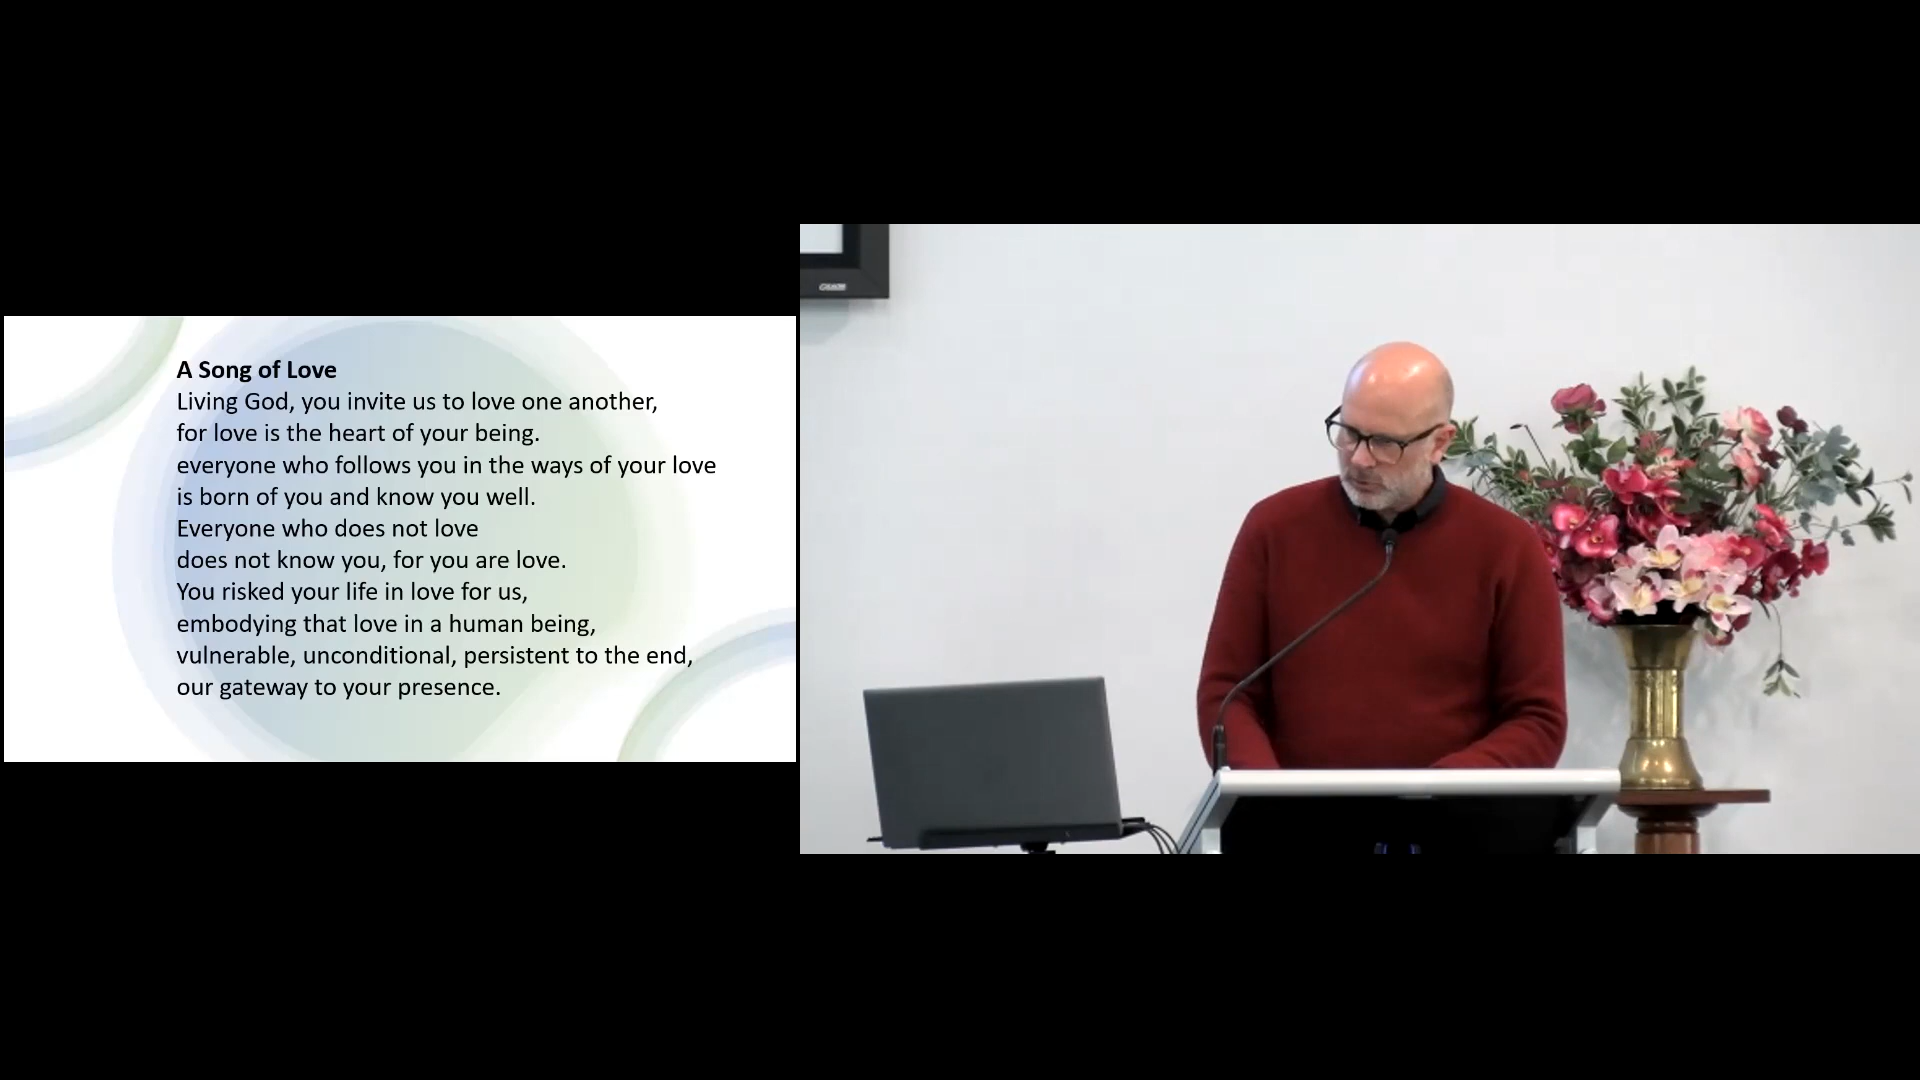 A Song of Love
Living God, you invite us to love one another,
for love is the heart of your being.
everyone who follows you in the ways of your love
is born of you and know you well.
Everyone who does not love
does not know you, for you are love.
You risked your life in love for us,
embodying that love in a human being,
vulnerable, unconditional, persistent to the end,
our gateway to your presence.